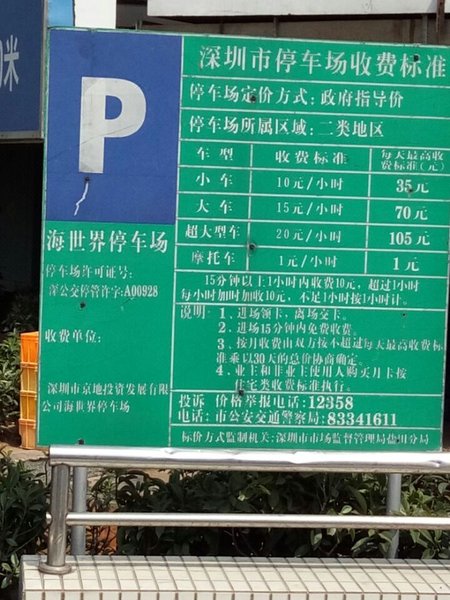 米
P
深圳市停车场收费标准
停车场定价方式：政府指导价
停车场所属区域：二类地区
车 型 收 费 标 准 每天最高收费标准(元)
小 车 10元/小时 35元
大 车 15元/小时 70元
超大型车 20元/小时 105元
摩托车 1元/小时 1元
15分钟以上1小时内收费10元，超过1小时
每小时加时加收10元，不足1小时按1小时计。
说明：1、进场领卡，离场交卡。
2、进场15分钟内免费收费。
3、按月收费由双方按不超过每天最高收费标
准乘以30天的总价协商确定。
4、业主和非业主使用人购买月卡按
住宅类收费标准执行。
投诉 价格举报电话：12358
电话：市公安交通警察局：83341611
标价方式监制机关：深圳市市场监督管理局盐田分局
海世界停车场
停车场许可证号：
深公交停管许字：A00928
收费单位：
深圳市京地投资发展有限
公司海世界停车场